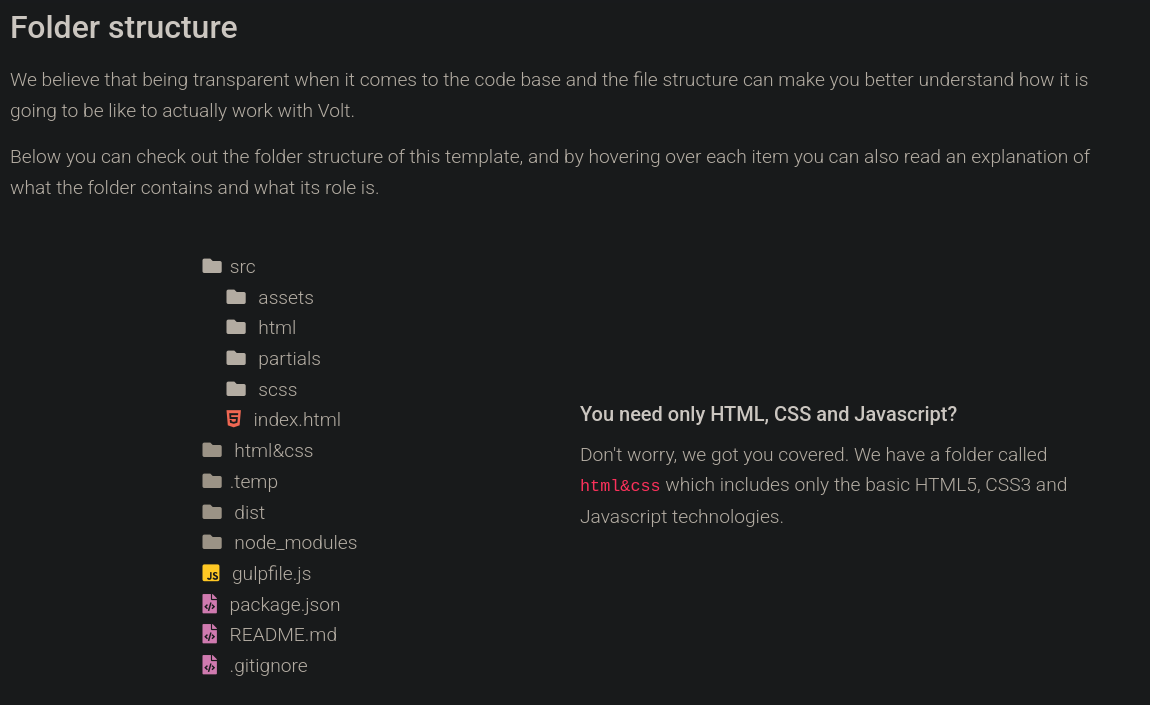 Folder structure
We believe that being transparent when it comes to the code base and the file structure can make you better understand how it is
going to be like to actually work with Volt.
Below you can check out the folder structure of this template, and by hovering over each item you can also read an explanation of
what the folder contains and what its role is.
src
assets
html
partials
scss
index.html
html&css
.temp
dist
node_modules
gulpfile.js
package.json
README.md
.gitignore
You need only HTML, CSS and Javascript?
Don't worry, we got you covered. We have a folder called
html&css which includes only the basic HTML5, CSS3 and
Javascript technologies.